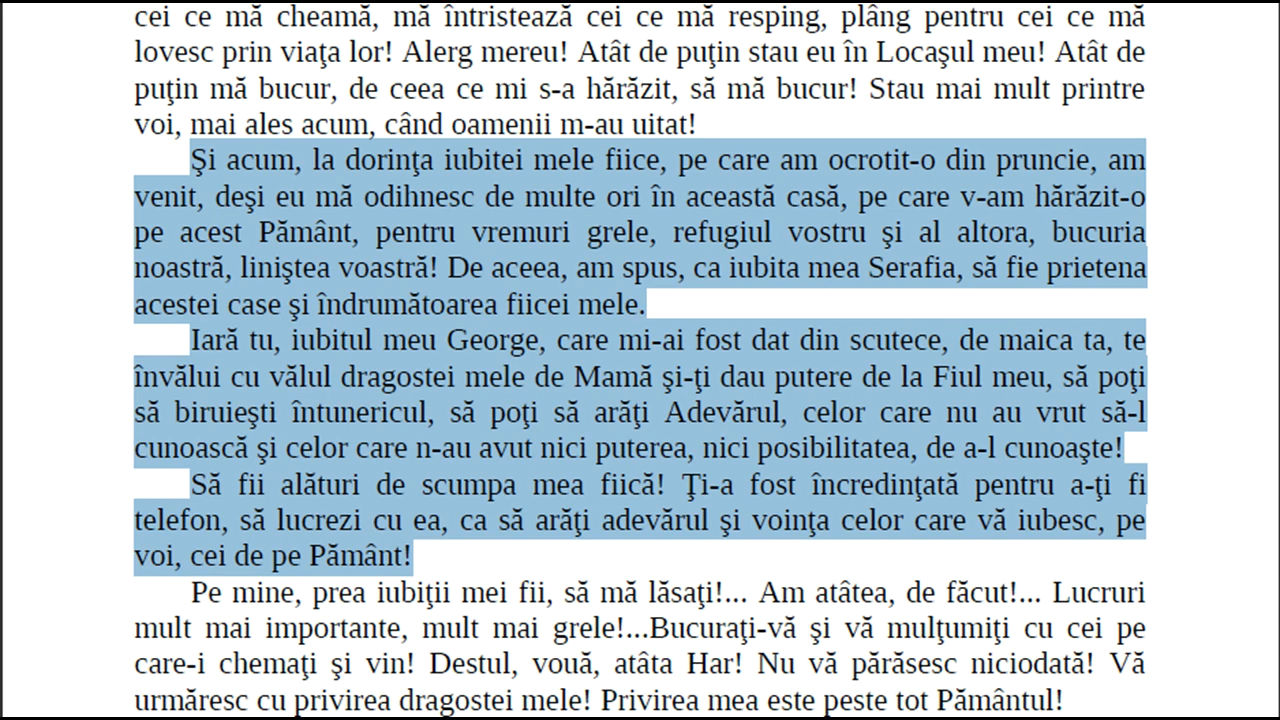 cei ce mă cheamă, mă întristează cei ce mă resping, plâng pentru cei ce mă
lovesc prin viaţa lor! Alerg mereu! Atât de puţin stau eu în Locaşul meu! Atât de
puţin mă bucur, de ceea ce mi s-a hărăzit, să mă bucur! Stau mai mult printre
voi, mai ales acum, când oamenii m-au uitat!
Şi acum, la dorinţa iubitei mele fiice, pe care am ocrotit-o din pruncie, am
venit, deşi eu mă odihnesc de multe ori în această casă, pe care v-am hărăzit-o
pe acest Pământ, pentru vremuri grele, refugiul vostru şi al altora, bucuria
noastră, liniştea voastră! De aceea, am spus, ca iubita mea Serafia, să fie prietena
acestei case şi îndrumătoarea fiicei mele.
Iară tu, iubitul meu George, care mi-ai fost dat din scutece, de maica ta, te
învălui cu vălul dragostei mele de Mamă şi-ţi dau putere de la Fiul meu, să poţi
să biruieşti întunericul, să poţi să arăţi Adevărul, celor care nu au vrut să-l
cunoască şi celor care n-au avut nici puterea, nici posibilitatea, de a-l cunoaşte!
Să fii alături de scumpa mea fiică! Ţi-a fost încredinţată pentru a-ţi fi
telefon, să lucrezi cu ea, ca să arăţi adevărul şi voinţa celor care vă iubesc, pe
voi, cei de pe Pământ!
Pe mine, prea iubiţii mei fii, să mă lăsaţi!... Am atâtea, de făcut!... Lucruri
mult mai importante, mult mai grele!...Bucuraţi-vă şi vă mulţumiţi cu cei pe
care-i chemaţi şi vin! Destul, vouă, atâta Har! Nu vă părăsesc niciodată! Vă
urmăresc cu privirea dragostei mele! Privirea mea este peste tot Pământul!